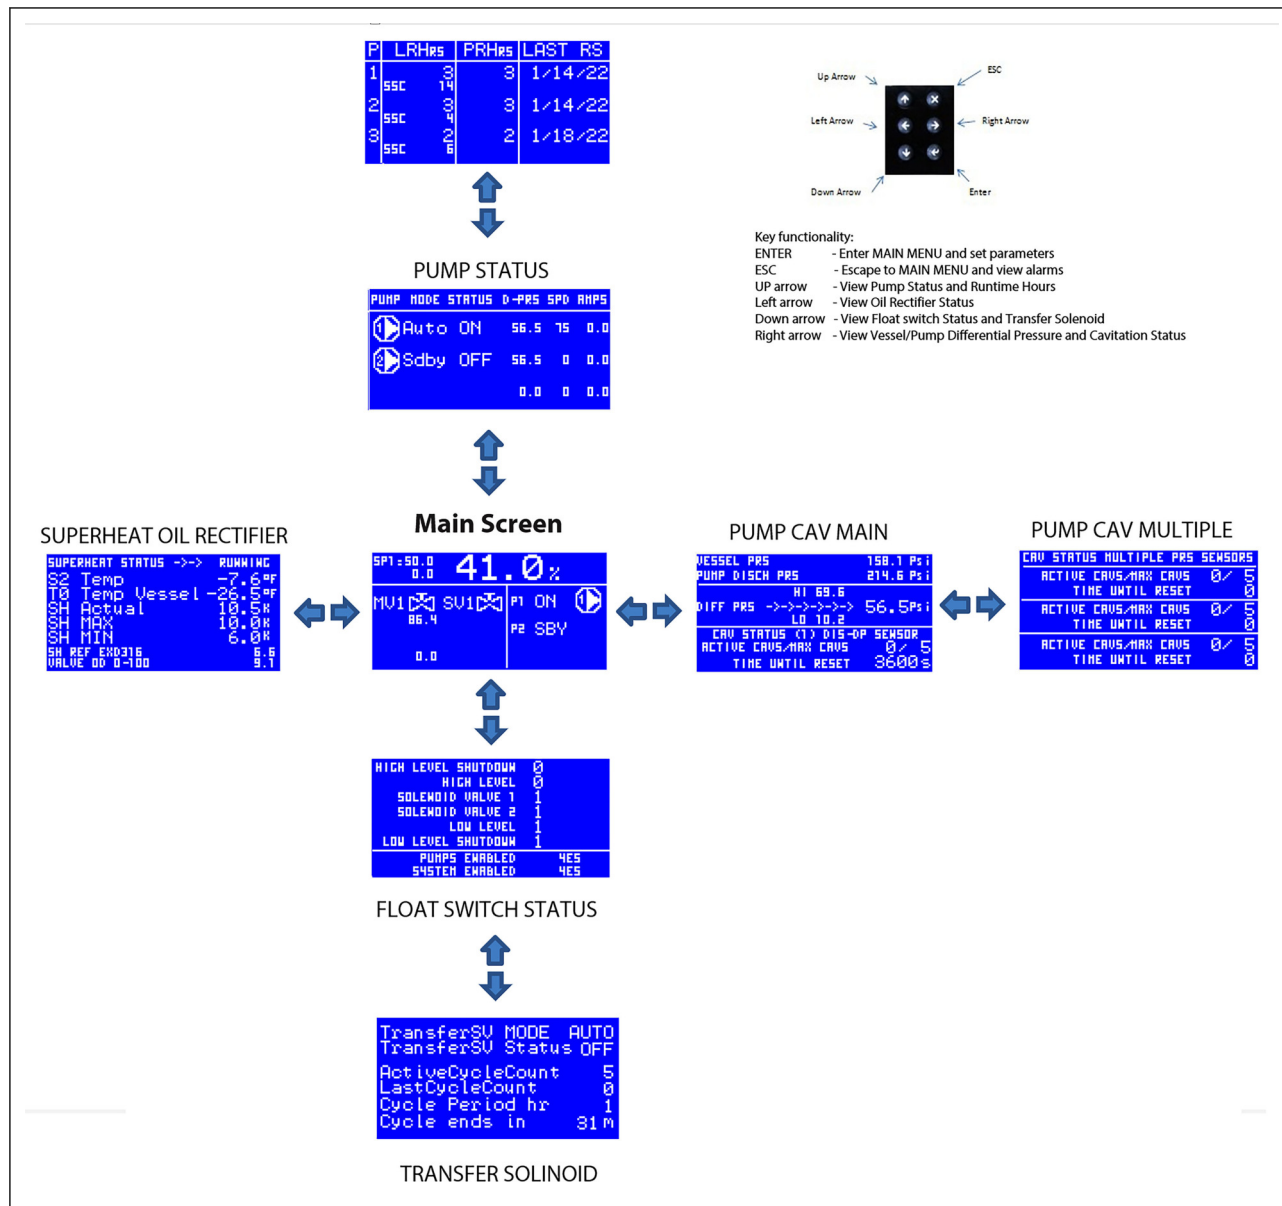 P LRHRS PRHRS LAST RS
1 3 3 1/14/22
SSC 14
2 3 3 1/14/22
SSC 4
3 2 2 1/18/22
SSC 6
Up Arrow
ESC
Left Arrow
Right Arrow
Down Arrow
Enter
Key functionality:
ENTER - Enter MAIN MENU and set parameters
ESC - Escape to MAIN MENU and view alarms
UP arrow - View Pump Status and Runtime Hours
Left arrow - View Oil Rectifier Status
Down arrow - View Float switch Status and Transfer Solenoid
Right arrow - View Vessel/Pump Differential Pressure and Cavitation Status
PUMP STATUS
PUMP MODE STATUS D-PRS SPD AMPS
1 Auto ON 56.5 75 0.0
2 Sdby OFF 56.5 0 0.0
0.0 0 0.0
SUPERHEAT OIL RECTIFIER
SUPERHEAT STATUS ->-> RUNNING
S2 Temp -7.6°F
T0 Temp Vessel -26.5°F
SH Actual 10.5K
SH MAX 10.0K
SH MIN 6.0K
SH REF EXD316 6.6
VALVE OD 0-100 9.1
Main Screen
SP1:50.0 41.0%
0.0
MV1 SV1 P1 ON 1
86.4
P2 SBY
0.0
PUMP CAV MAIN
VESSEL PRS 158.1 Psi
PUMP DISCH PRS 214.6 Psi
HI 69.6
DIFF PRS ->->->->->-> 56.5Psi
LO 10.2
CAV STATUS (1) DIS-DP SENSOR
ACTIVE CAVS/MAX CAVS 0/ 5
TIME UNTIL RESET 3600s
PUMP CAV MULTIPLE
CAV STATUS MULTIPLE PRS SENSORS
ACTIVE CAVS/MAX CAVS 0/ 5
TIME UNTIL RESET 0
ACTIVE CAVS/MAX CAVS 0/ 5
TIME UNTIL RESET 0
ACTIVE CAVS/MAX CAVS 0/ 5
TIME UNTIL RESET 0
HIGH LEVEL SHUTDOWN 0
HIGH LEVEL 0
SOLENOID VALVE 1 1
SOLENOID VALVE 2 1
LOW LEVEL 1
LOW LEVEL SHUTDOWN 1
PUMPS ENABLED YES
SYSTEM ENABLED YES
FLOAT SWITCH STATUS
TransferSV MODE AUTO
TransferSV Status OFF
ActiveCycleCount 5
LastCycleCount 0
Cycle Period hr 1
Cycle ends in 31 m
TRANSFER SOLINOID